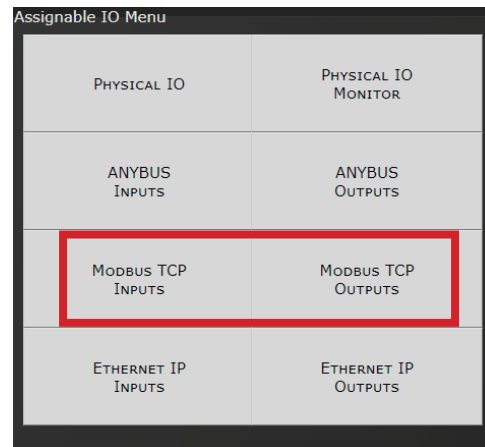 Assignable IO Menu
Physical IO
Physical IO
Monitor
ANYBUS
Inputs
ANYBUS
Outputs
Modbus TCP
Inputs
Modbus TCP
Outputs
Ethernet IP
Inputs
Ethernet IP
Outputs